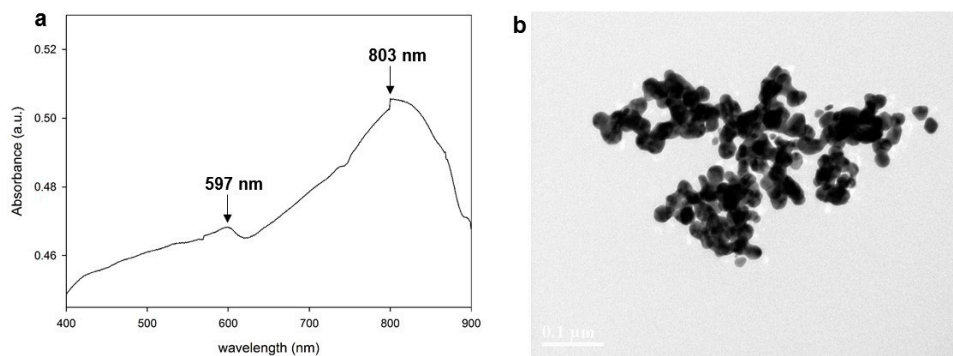 a
b
0.52
803 nm
0.50
Absorbance (a.u.)
597 nm
0.48
0.46
400 500 600 700 800 900
wavelength (nm)
0.1 µm